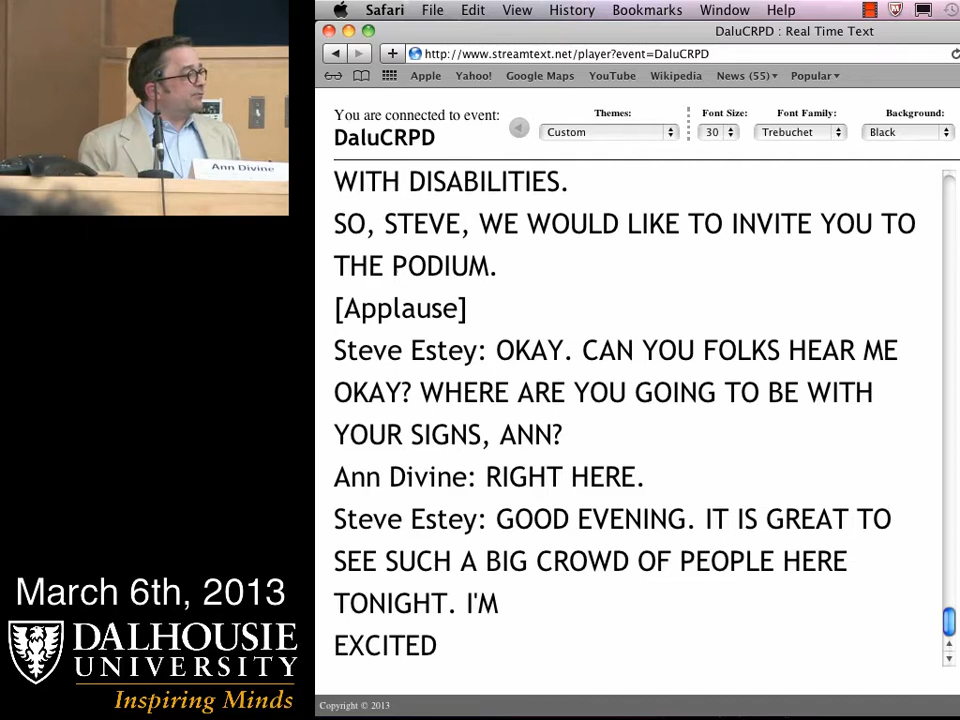 Safari File Edit View History Bookmarks Window Help
DaluCRPD : Real Time Text
http://www.streamtext.net/player?event=DaluCRPD
Apple Yahoo! Google Maps YouTube Wikipedia News (55) Popular
You are connected to event:
DaluCRPD
Themes:
Custom
Font Size:
30
Font Family:
Trebuchet
Background:
Black
WITH DISABILITIES.
SO, STEVE, WE WOULD LIKE TO INVITE YOU TO
THE PODIUM.
[Applause]
Steve Estey: OKAY. CAN YOU FOLKS HEAR ME
OKAY? WHERE ARE YOU GOING TO BE WITH
YOUR SIGNS, ANN?
Ann Divine: RIGHT HERE.
Steve Estey: GOOD EVENING. IT IS GREAT TO
SEE SUCH A BIG CROWD OF PEOPLE HERE
TONIGHT. I'M
EXCITED
Copyright © 2013
Ann Divine
March 6th, 2013
DALHOUSIE
UNIVERSITY
Inspiring Minds